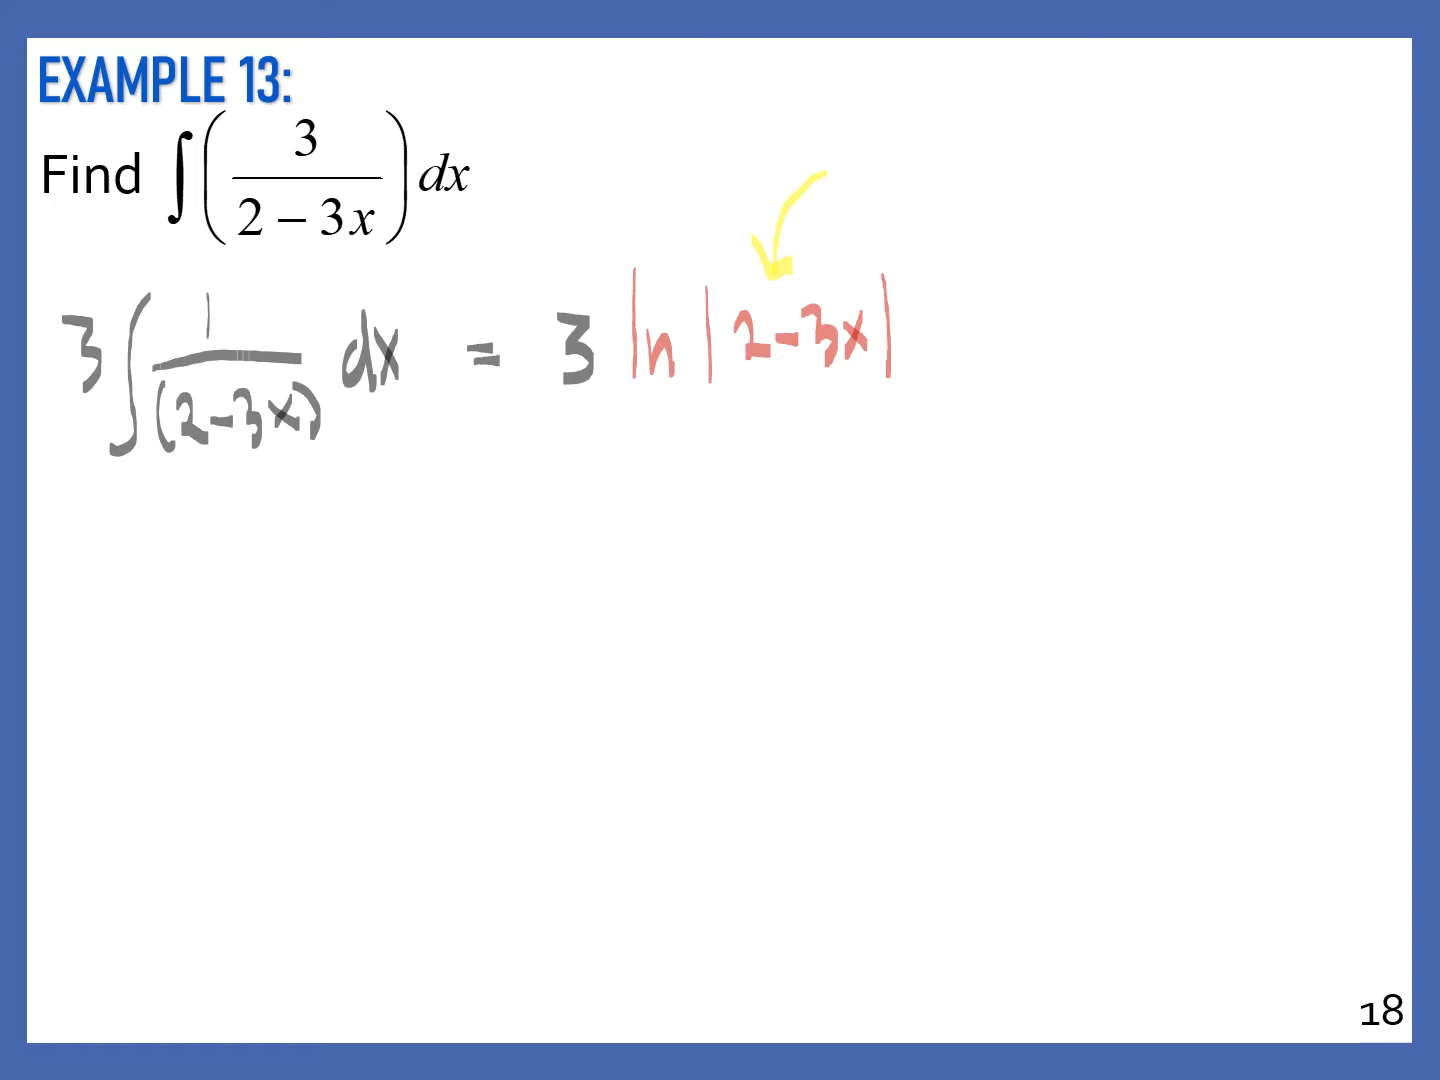 EXAMPLE 13:
Find ∫(3/(2 − 3x))dx
3∫1/(2-3x) dx = 3 ln|2-3x|
18